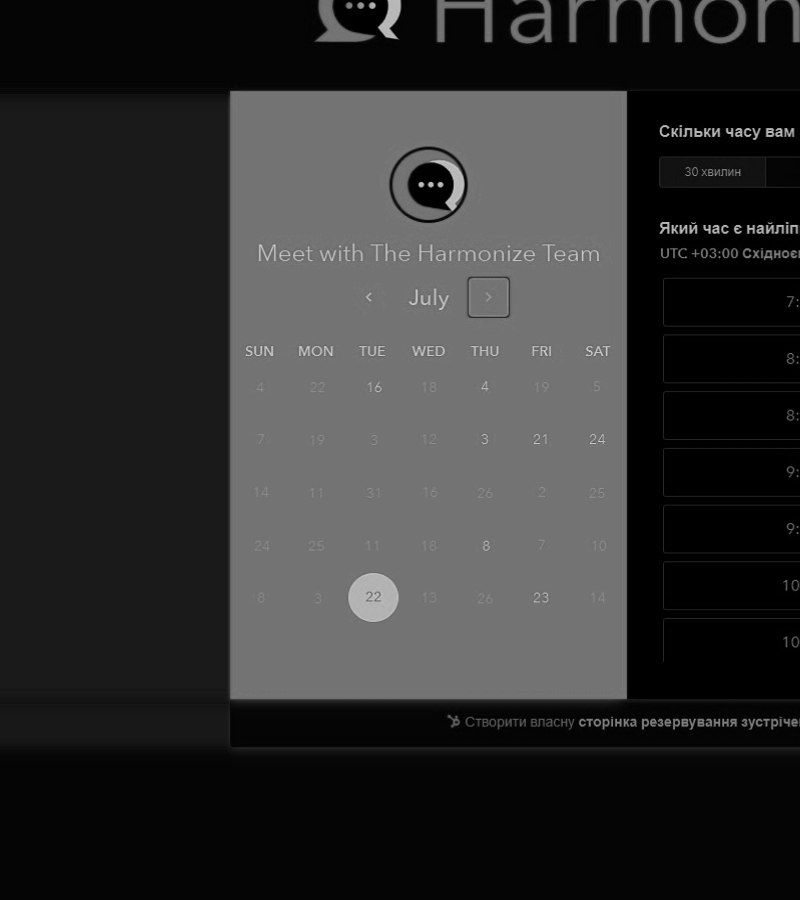 Harmon
Скільки часу вам
30 хвилин
Який час є найліп
UTC +03:00 Східноє
Meet with The Harmonize Team
July
SUN MON TUE WED THU FRI SAT
4 22 16 18 4 19 5
7 19 3 12 3 21 24
14 11 31 16 26 2 25
24 25 11 18 8 7 10
8 3 22 13 26 23 14
7:
8:
8:
9:
9:
10
10
Створити власну сторінка резервування зустріче